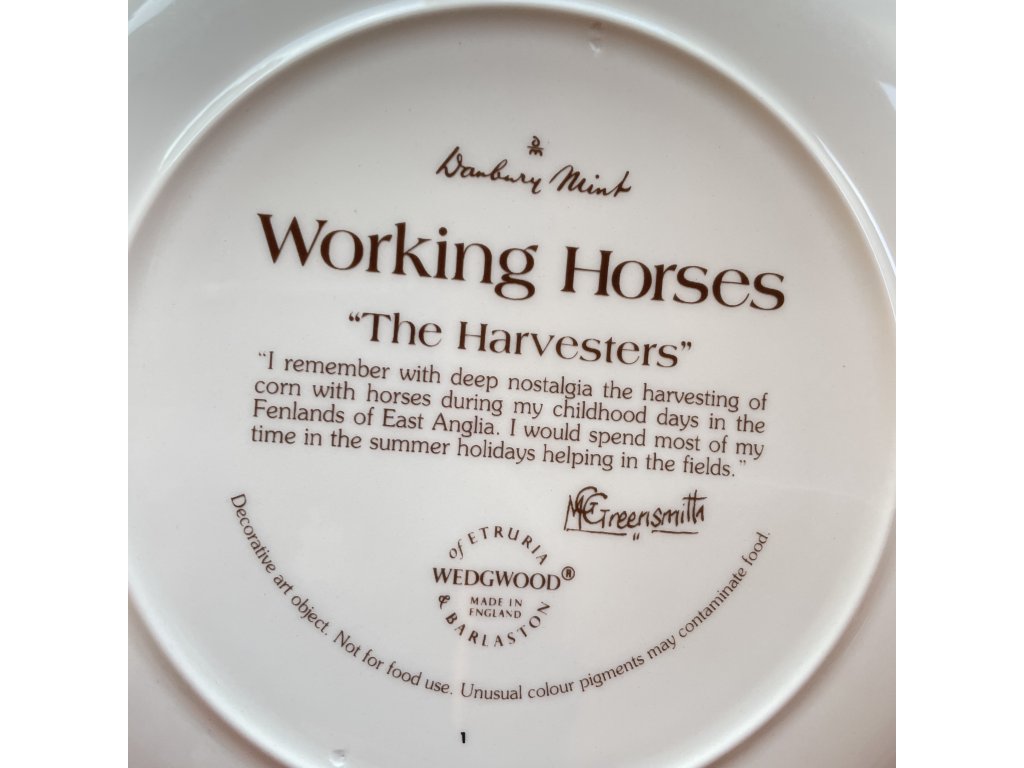 DM
Danbury Mint
Working Horses
“The Harvesters”
“I remember with deep nostalgia the harvesting of
corn with horses during my childhood days in the
Fenlands of East Anglia. I would spend most of my
time in the summer holidays helping in the fields.”
MCGreensmith
of ETRURIA
WEDGWOOD®
MADE IN
ENGLAND
& BARLASTON
Decorative art object. Not for food use. Unusual colour pigments may contaminate food.
1